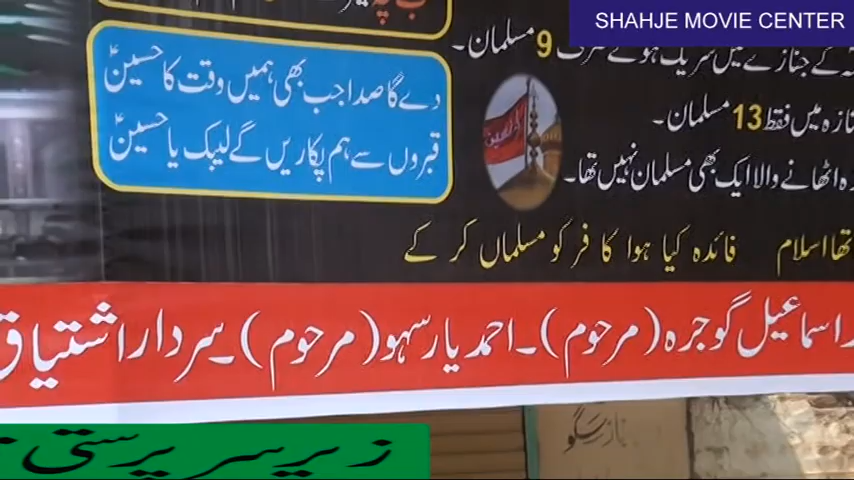 SHAHJE MOVIE CENTER
دے گا صدا جب بھی ہمیں وقت کا حسینؑ
قبروں سے ہم پکاریں گے لبیک یا حسینؑ
کے جنازے میں شریک ہوئے صرف 9 مسلمان۔
میں فقط 13 مسلمان۔
اٹھانے والا ایک بھی مسلمان نہیں تھا۔
تھا اسلام فائدہ کیا ہوا کافر کو مسلماں کر کے
اسماعیل گوجرہ (مرحوم)۔ احمد یار سہو (مرحوم)۔ سردار اشتیاق
زیر سرپرستی